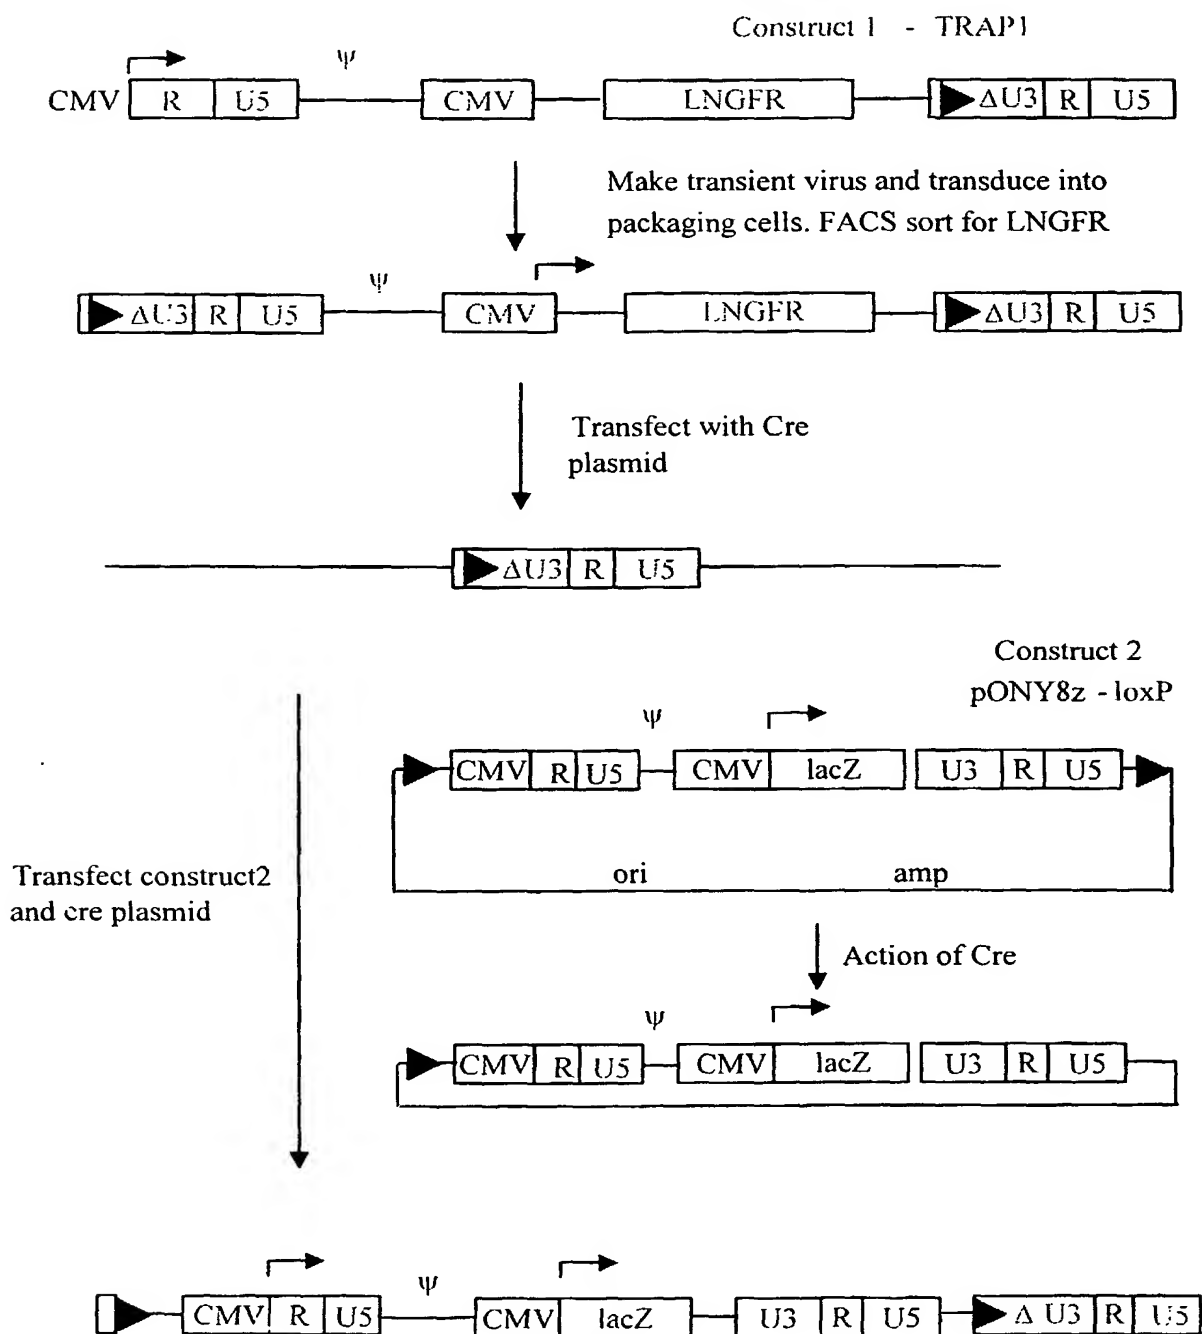 Construct 1 - TRAP1
ψ
CMV R U5 CMV LNGFR ΔU3 R U5
Make transient virus and transduce into
packaging cells. FACS sort for LNGFR
ψ
ΔU3 R U5 CMV LNGFR ΔU3 R U5
Transfect with Cre
plasmid
ΔU3 R U5
Construct 2
pONY8z - loxP
ψ
CMV R U5 CMV lacZ U3 R U5
ori amp
Transfect construct2
and cre plasmid
Action of Cre
ψ
CMV R U5 CMV lacZ U3 R U5
ψ
CMV R U5 CMV lacZ U3 R U5 Δ U3 R U5